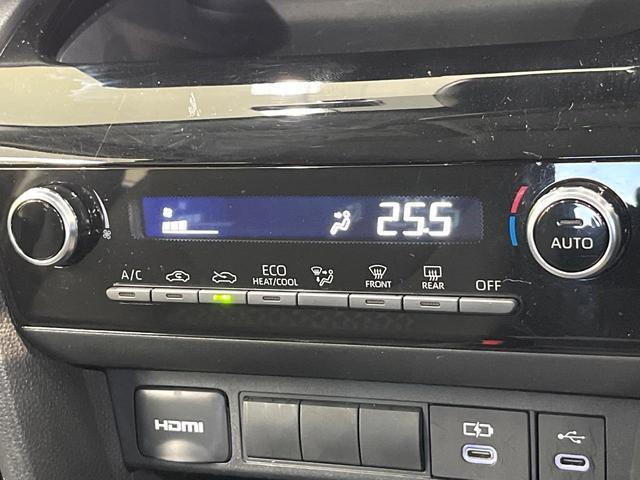 25.5
AUTO
A/C
ECO
HEAT/COOL
FRONT
REAR
OFF
HDMI